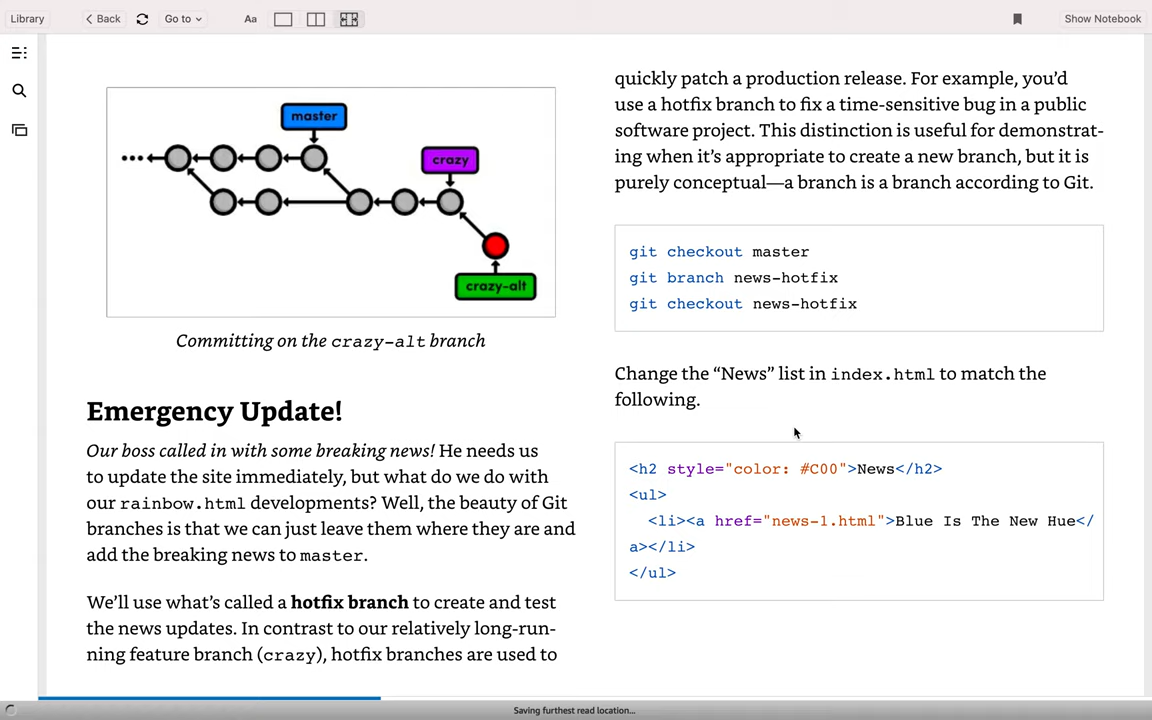 Library
Back
Go to
Aa
Show Notebook
master
crazy
crazy-alt
Committing on the crazy-alt branch
Emergency Update!
Our boss called in with some breaking news! He needs us
to update the site immediately, but what do we do with
our rainbow.html developments? Well, the beauty of Git
branches is that we can just leave them where they are and
add the breaking news to master.
We’ll use what’s called a hotfix branch to create and test
the news updates. In contrast to our relatively long-run-
ning feature branch (crazy), hotfix branches are used to
quickly patch a production release. For example, you’d
use a hotfix branch to fix a time-sensitive bug in a public
software project. This distinction is useful for demonstrat-
ing when it’s appropriate to create a new branch, but it is
purely conceptual—a branch is a branch according to Git.
git checkout master
git branch news-hotfix
git checkout news-hotfix
Change the “News” list in index.html to match the
following.
<h2 style="color: #C00">News</h2>
<ul>
<li><a href="news-1.html">Blue Is The New Hue</
a></li>
</ul>
Saving furthest read location...